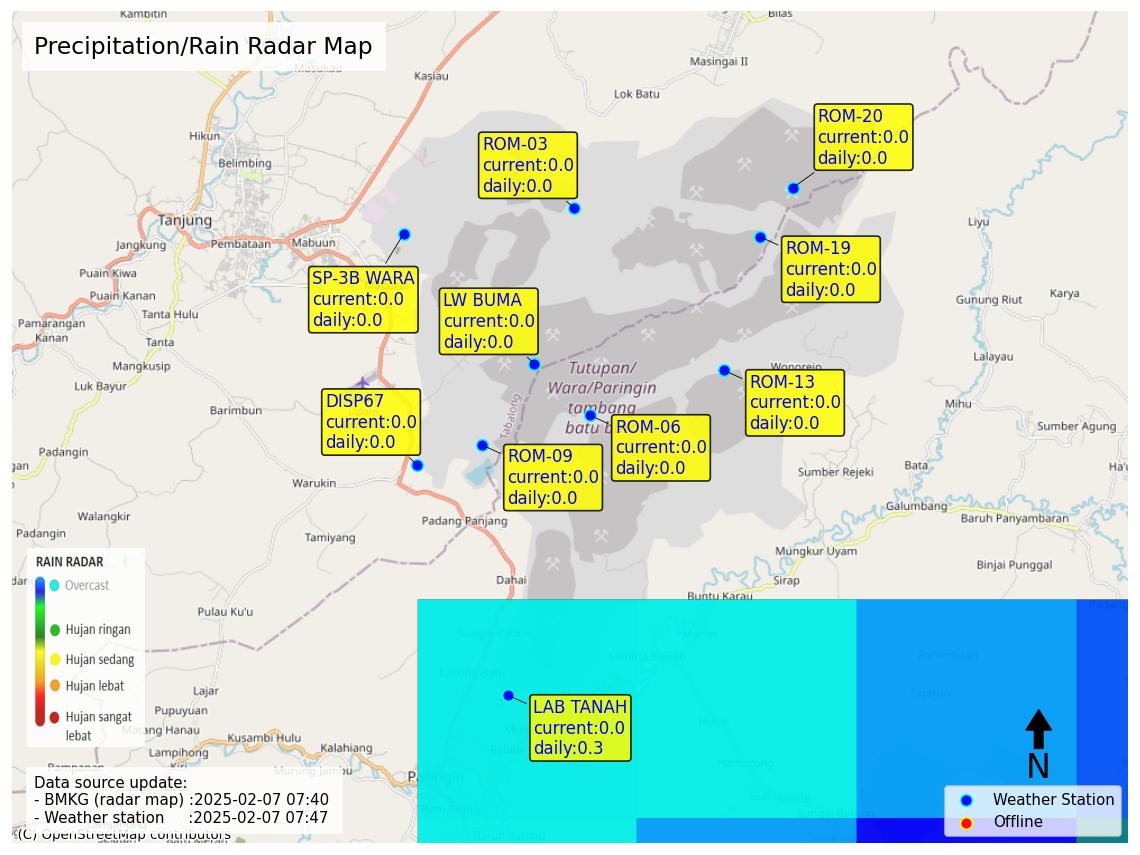 Kambitin
Bilas
Precipitation/Rain Radar Map
Masukau
Kasiau
Masingai II
Lok Batu
Hikun
Belimbing
ROM-03
current:0.0
daily:0.0
ROM-20
current:0.0
daily:0.0
Tanjung
Jangkung
Pembataan
Mabuun
Liyu
SP-3B WARA
current:0.0
daily:0.0
ROM-19
current:0.0
daily:0.0
Puain Kiwa
Puain Kanan
Tanta Hulu
Gunung Riut
Karya
LW BUMA
current:0.0
daily:0.0
Pamarangan
Kanan
Tanta
Mangkusip
Luk Bayur
Lalayau
Wonorejo
Tutupan/
Wara/Paringin
tambang
batu b
Tabalong
ROM-13
current:0.0
daily:0.0
DISP67
current:0.0
daily:0.0
Barimbun
Mihu
ROM-06
current:0.0
daily:0.0
Sumber Agung
Padangin
ROM-09
current:0.0
daily:0.0
Warukin
Sumber Rejeki
Bata
Galumbang
Walangkir
Padang Panjang
Baruh Panyambaran
Padangin
Tamiyang
Mungkur Uyam
Binjai Punggal
Dahai
Sirap
Buntu Karau
RAIN RADAR
Overcast
Hujan ringan
Hujan sedang
Hujan lebat
Hujan sangat
lebat
Pulau Ku'u
Lajar
Pupuyuan
Matang Hanau
Lampihong
Kusambi Hulu
Kalahiang
Murung Jambu
Paringin
LAB TANAH
current:0.0
daily:0.3
N
Data source update:
- BMKG (radar map) :2025-02-07 07:40
- Weather station :2025-02-07 07:47
(C) OpenStreetMap contributors
Weather Station
Offline